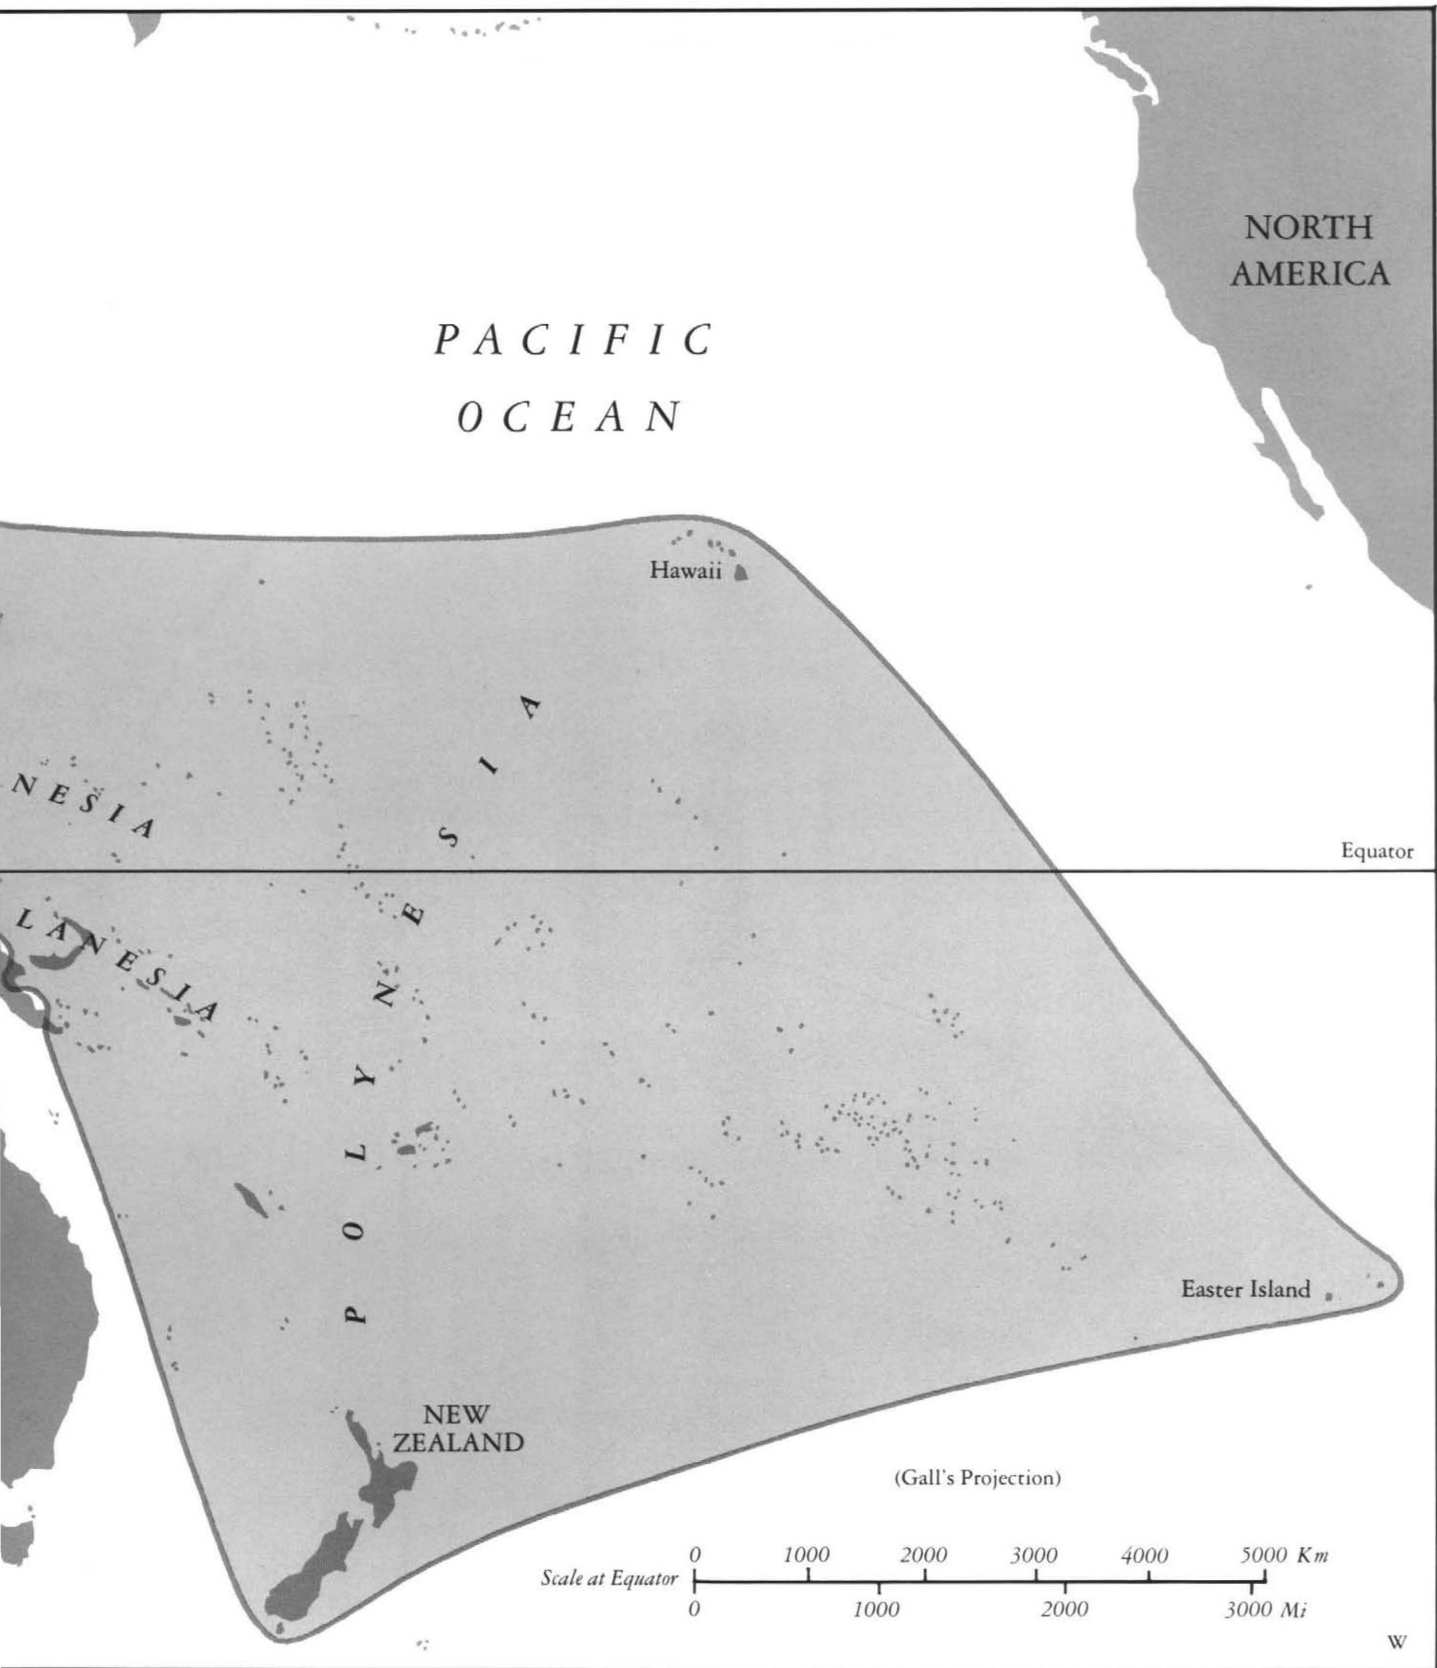 NORTH
AMERICA
PACIFIC
OCEAN
Hawaii
NESIA
POLYNESIA
Equator
LANESIA
Easter Island
NEW
ZEALAND
(Gall's Projection)
0 1000 2000 3000 4000 5000 Km
Scale at Equator
0 1000 2000 3000 Mi
W